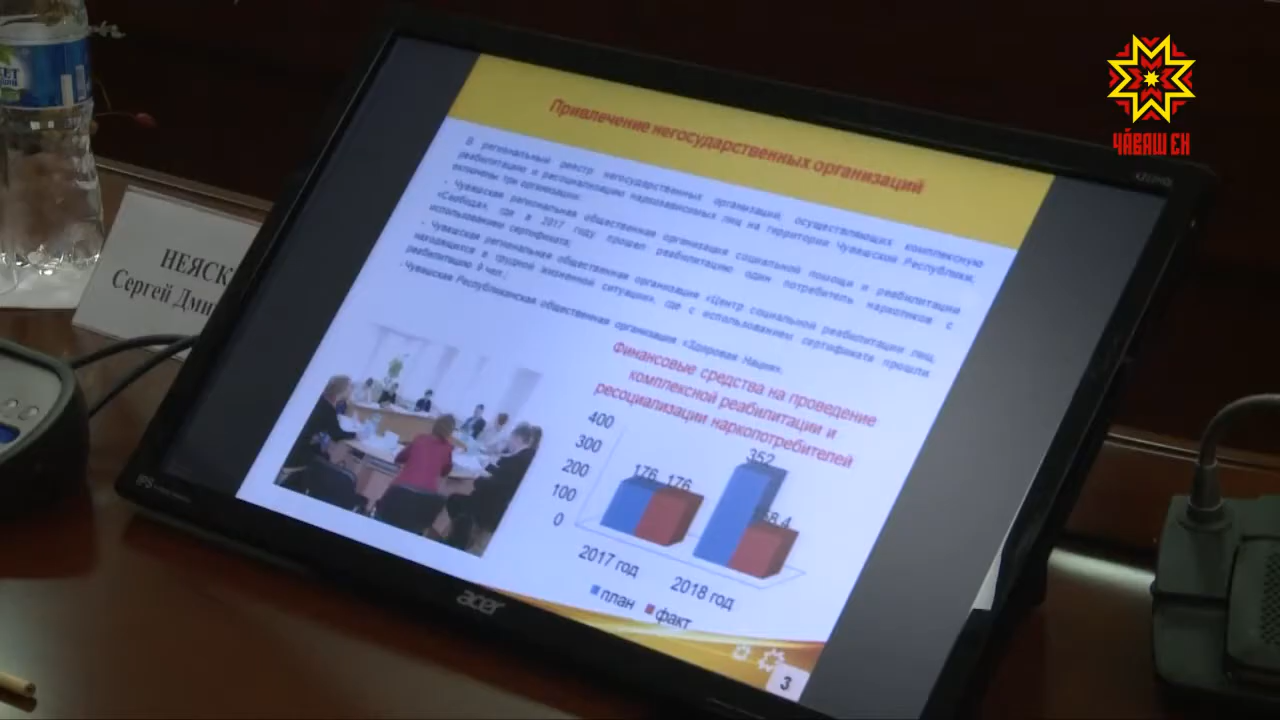 ЧӐВАШ ЕН
НЕЯСК
Сергей Дми
Привлечение негосударственных организаций
В региональный реестр негосударственных организаций, осуществляющих комплексную
реабилитацию и ресоциализацию наркозависимых лиц на территории Чувашской Республики,
включены три организации:
- Чувашская региональная общественная организация социальной помощи и реабилитации
где в 2017 году прошел реабилитацию один потребитель наркотиков с
использованием сертификата;
- Чувашская региональная общественная организация «Центр социальной реабилитации лиц,
находящихся в трудной жизненной ситуации», где с использованием сертификата прошли
реабилитацию чел.;
- Чувашская Республиканская общественная организация «Здоровая Нация».
Финансовые средства на проведение
комплексной реабилитации и
ресоциализации наркопотребителей
400
300
200
100
0
176 176
352
8,4
2017 год
2018 год
план факт
3
acer
IPS